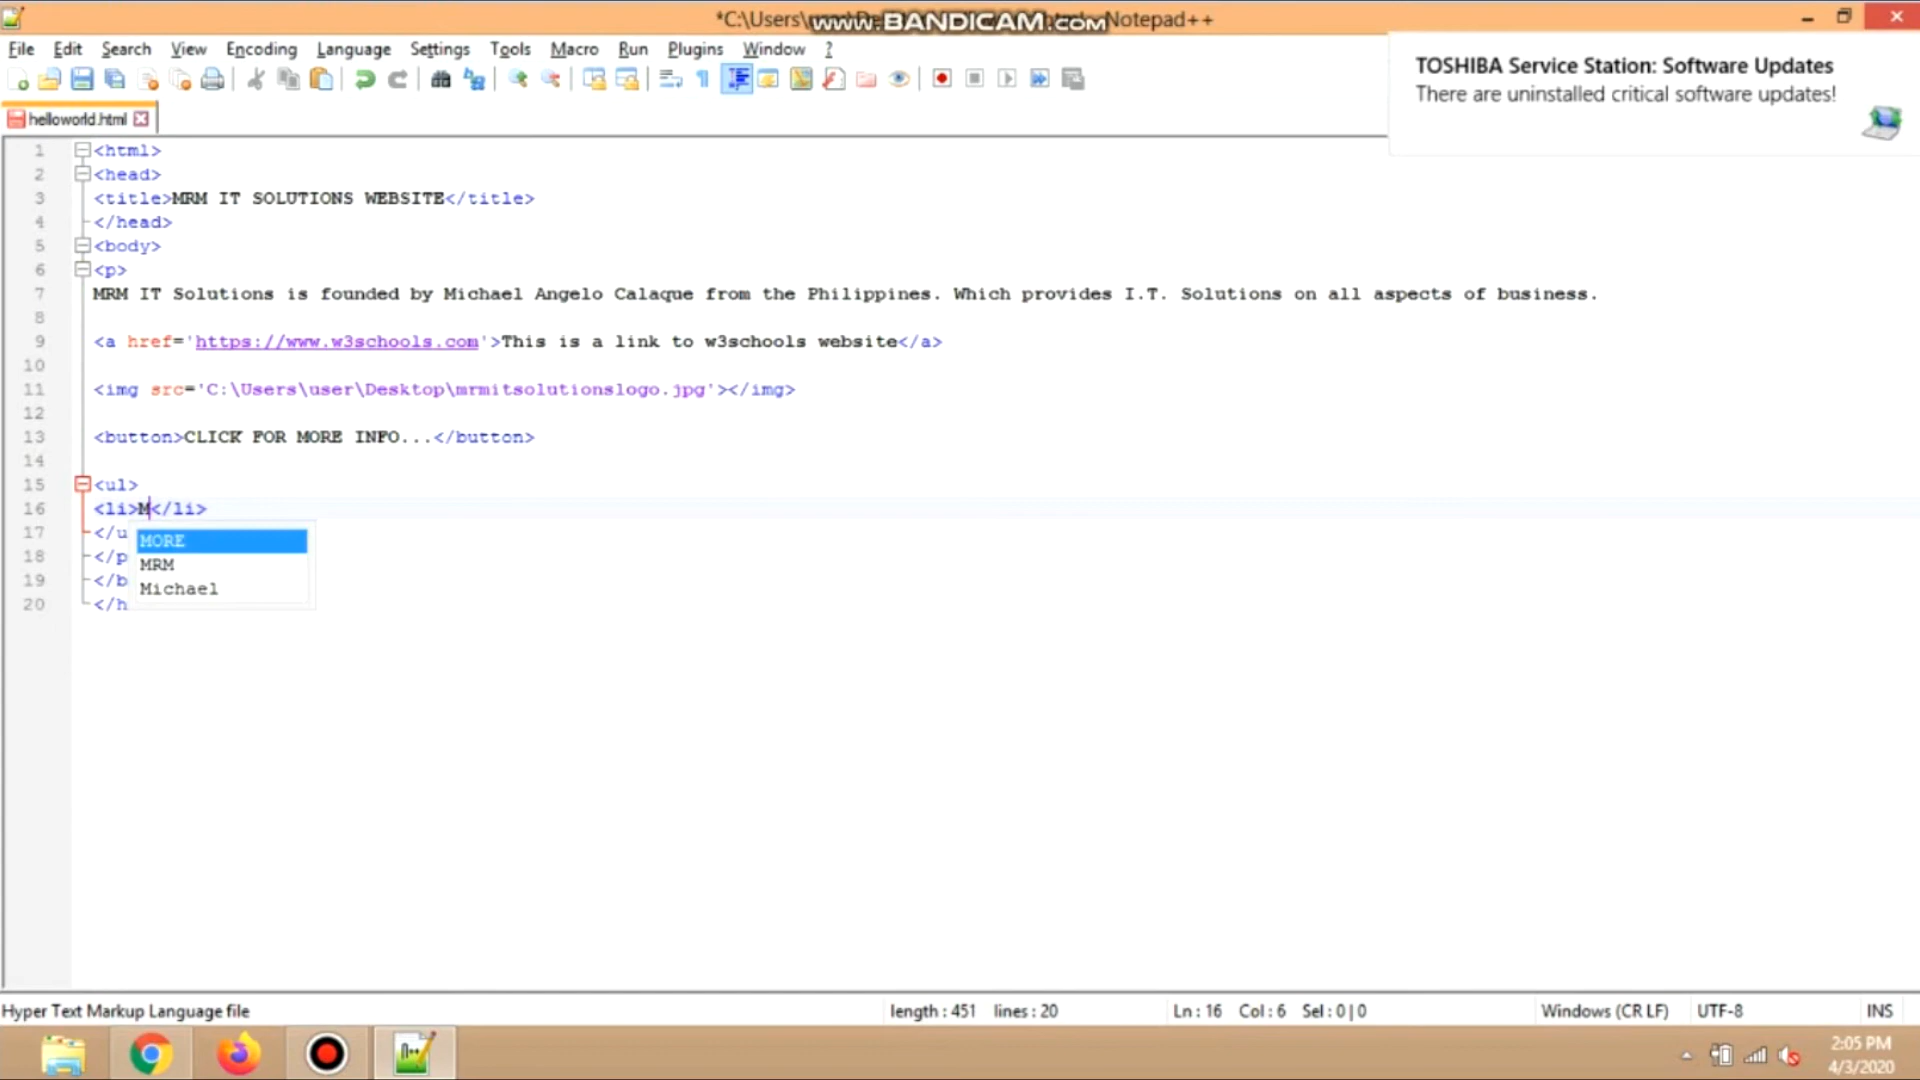 *C:\Users\
www.BANDICAM.com
Notepad++
File Edit Search View Encoding Language Settings Tools Macro Run Plugins Window ?
TOSHIBA Service Station: Software Updates
There are uninstalled critical software updates!
helloworld.html
1 <html>
2 <head>
3 <title>MRM IT SOLUTIONS WEBSITE</title>
4 </head>
5 <body>
6 <p>
7 MRM IT Solutions is founded by Michael Angelo Calaque from the Philippines. Which provides I.T. Solutions on all aspects of business.
8
9 <a href='https://www.w3schools.com'>This is a link to w3schools website</a>
10
11 <img src='C:\Users\user\Desktop\mrmitsolutionslogo.jpg'></img>
12
13 <button>CLICK FOR MORE INFO...</button>
14
15 <ul>
16 <li>M</li>
17 </u
MORE
18 </p
MRM
19 </b
Michael
20 </h
Hyper Text Markup Language file length : 451 lines : 20 Ln : 16 Col : 6 Sel : 0 | 0 Windows (CR LF) UTF-8 INS
2:05 PM
4/3/2020